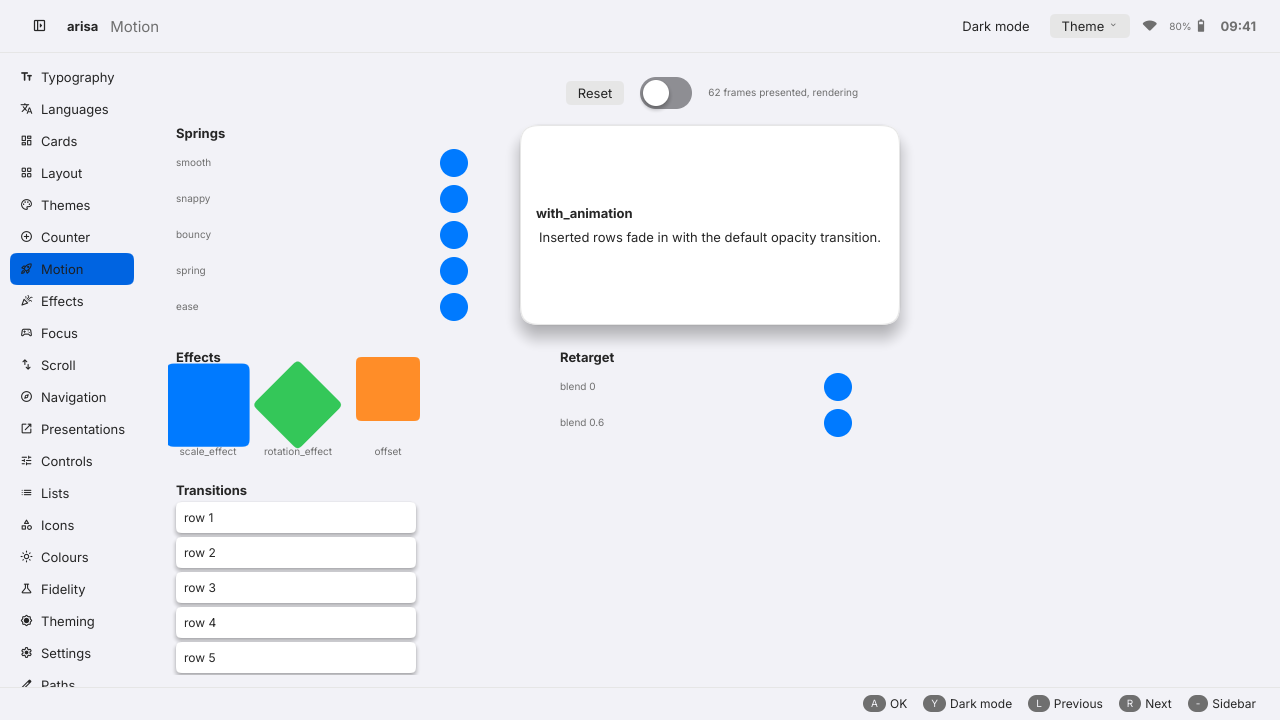 arisa Motion Dark mode Theme 80% 09:41
Typography
Languages
Cards
Layout
Themes
Counter
Motion
Effects
Focus
Scroll
Navigation
Presentations
Controls
Lists
Icons
Colours
Fidelity
Theming
Settings
Paths
Reset 62 frames presented, rendering
Springs
smooth
snappy
bouncy
spring
ease
with_animation
Inserted rows fade in with the default opacity transition.
Effects
scale_effect rotation_effect offset
Retarget
blend 0
blend 0.6
Transitions
row 1
row 2
row 3
row 4
row 5
A OK Y Dark mode L Previous R Next - Sidebar